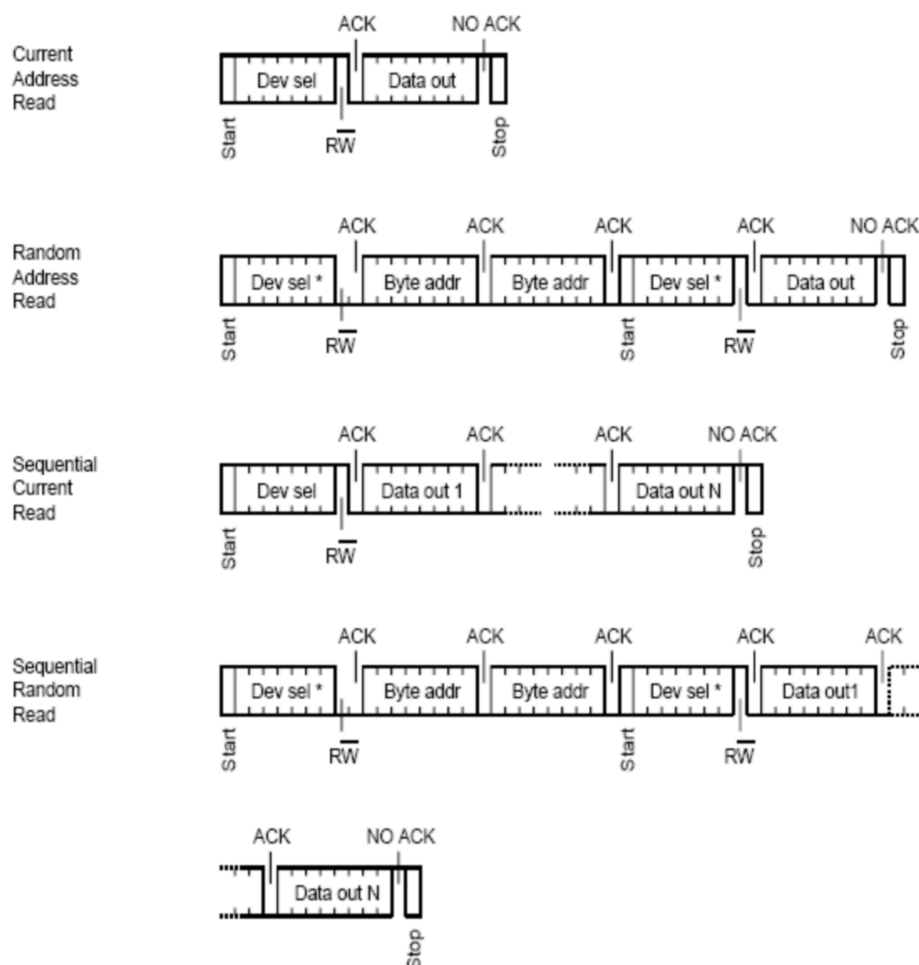 ACK NO ACK
Current
Address
Read
Dev sel Data out
Start
RW
Stop
ACK ACK ACK ACK NO ACK
Random
Address
Read
Dev sel * Byte addr Byte addr Dev sel * Data out
Start
RW
Start
RW
Stop
ACK ACK ACK NO ACK
Sequential
Current
Read
Dev sel Data out 1 Data out N
Start
RW
Stop
ACK ACK ACK ACK ACK
Sequential
Random
Read
Dev sel * Byte addr Byte addr Dev sel * Data out1
Start
RW
Start
RW
ACK NO ACK
Data out N
Stop